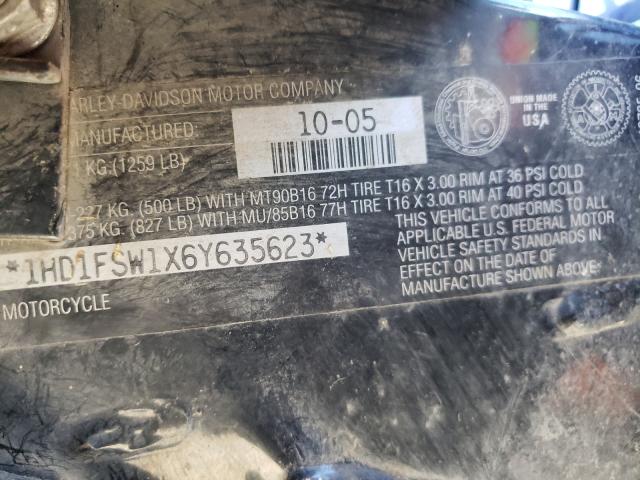 ARLEY-DAVIDSON MOTOR COMPANY
MANUFACTURED: 10-05
1 KG.(1259 LB)
-227 KG. (500 LB) WITH MT90B16 72H TIRE T16 X 3.00 RIM AT 36 PSI COLD
375 KG. (827 LB) WITH MU/85B16 77H TIRE T16 X 3.00 RIM AT 40 PSI COLD
*1HD1FSW1X6Y635623*
MOTORCYCLE
THIS VEHICLE CONFORMS TO ALL
APPLICABLE U.S. FEDERAL MOTOR
VEHICLE SAFETY STANDARDS IN
EFFECT ON THE DATE OF
MANUFACTURE SHOWN ABOVE.
UNION MADE
IN THE
USA